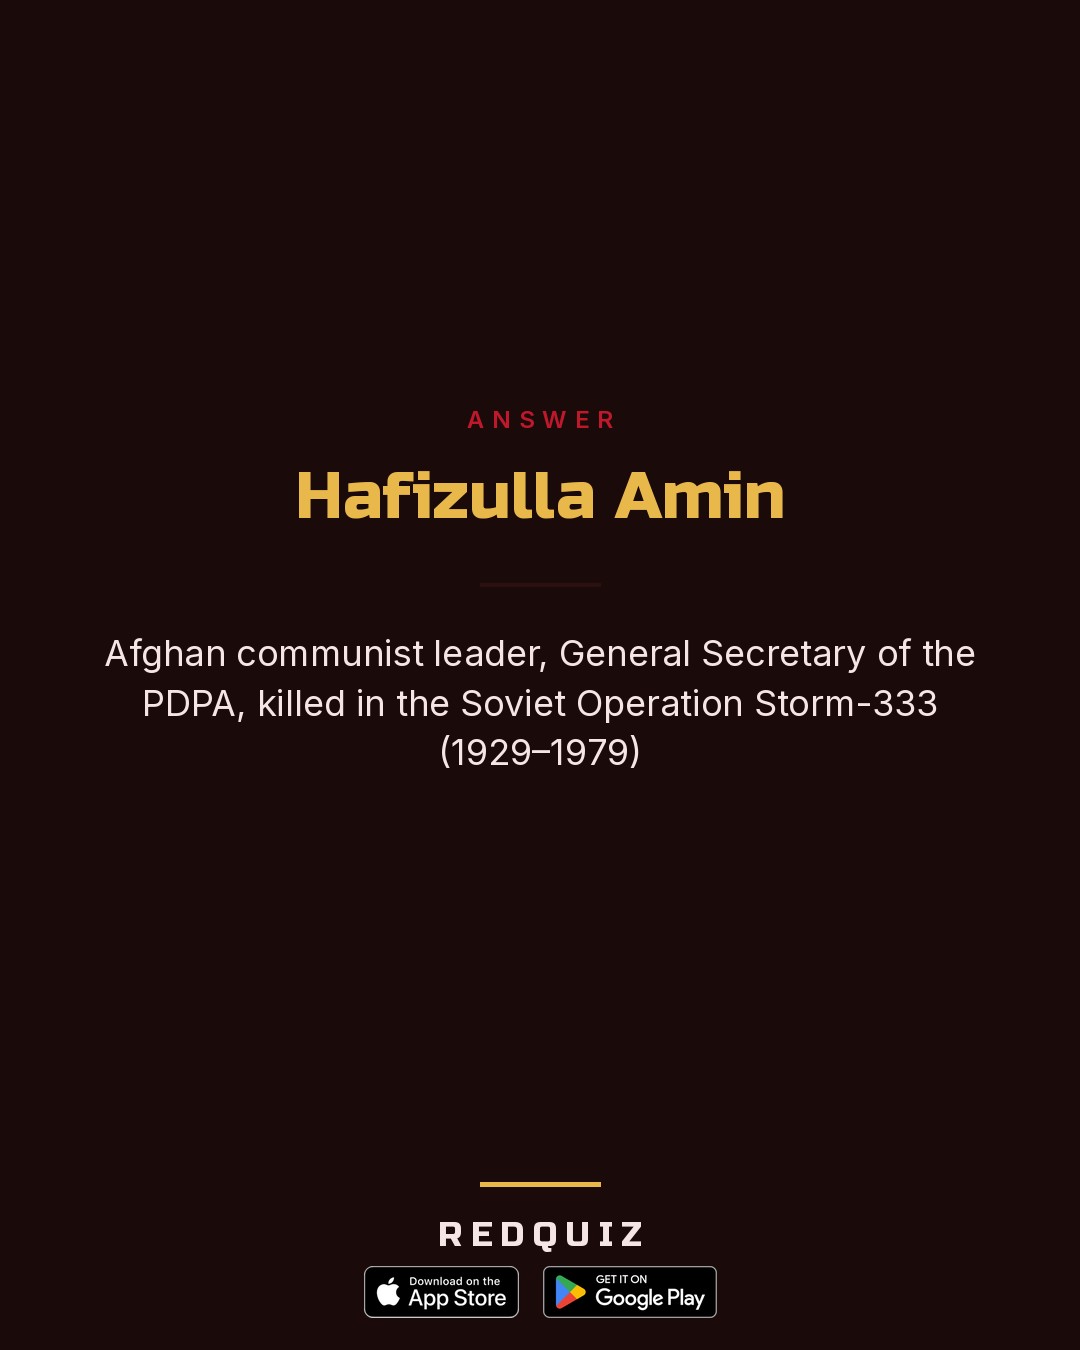 ANSWER
Hafizulla Amin
Afghan communist leader, General Secretary of the
PDPA, killed in the Soviet Operation Storm-333
(1929–1979)
REDQUIZ
Download on the
App Store
GET IT ON
Google Play